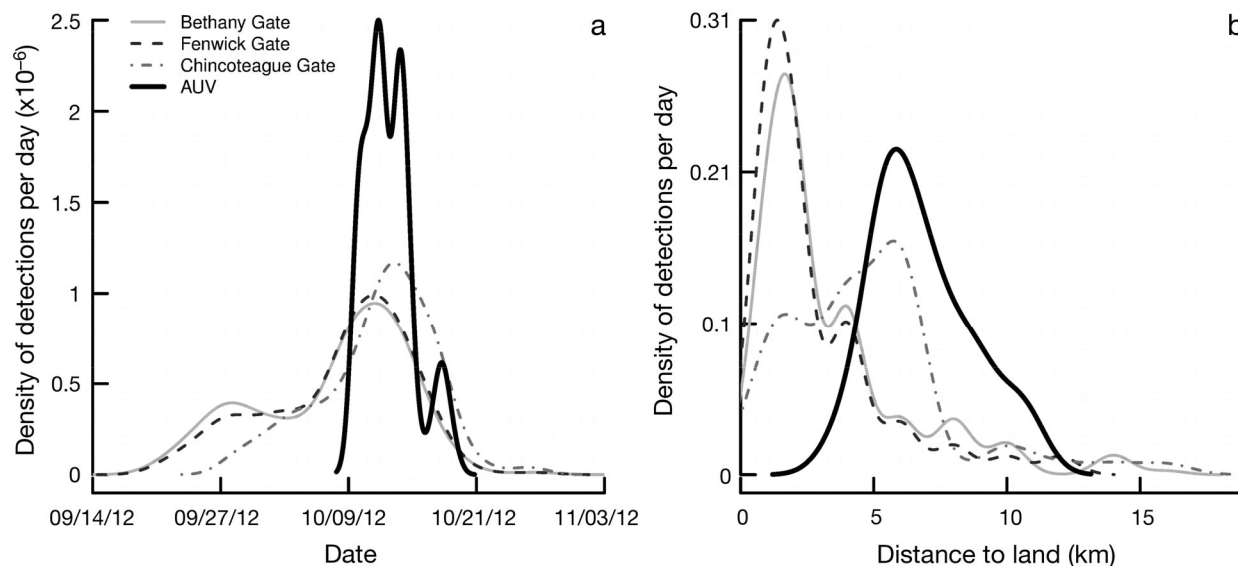 a
Bethany Gate
Fenwick Gate
Chincoteague Gate
AUV
Density of detections per day (x10⁻⁶)
2.5
2
1.5
1
0.5
0
09/14/12 09/27/12 10/09/12 10/21/12 11/03/12
Date
b
Density of detections per day
0.31
0.21
0.1
0
0 5 10 15
Distance to land (km)